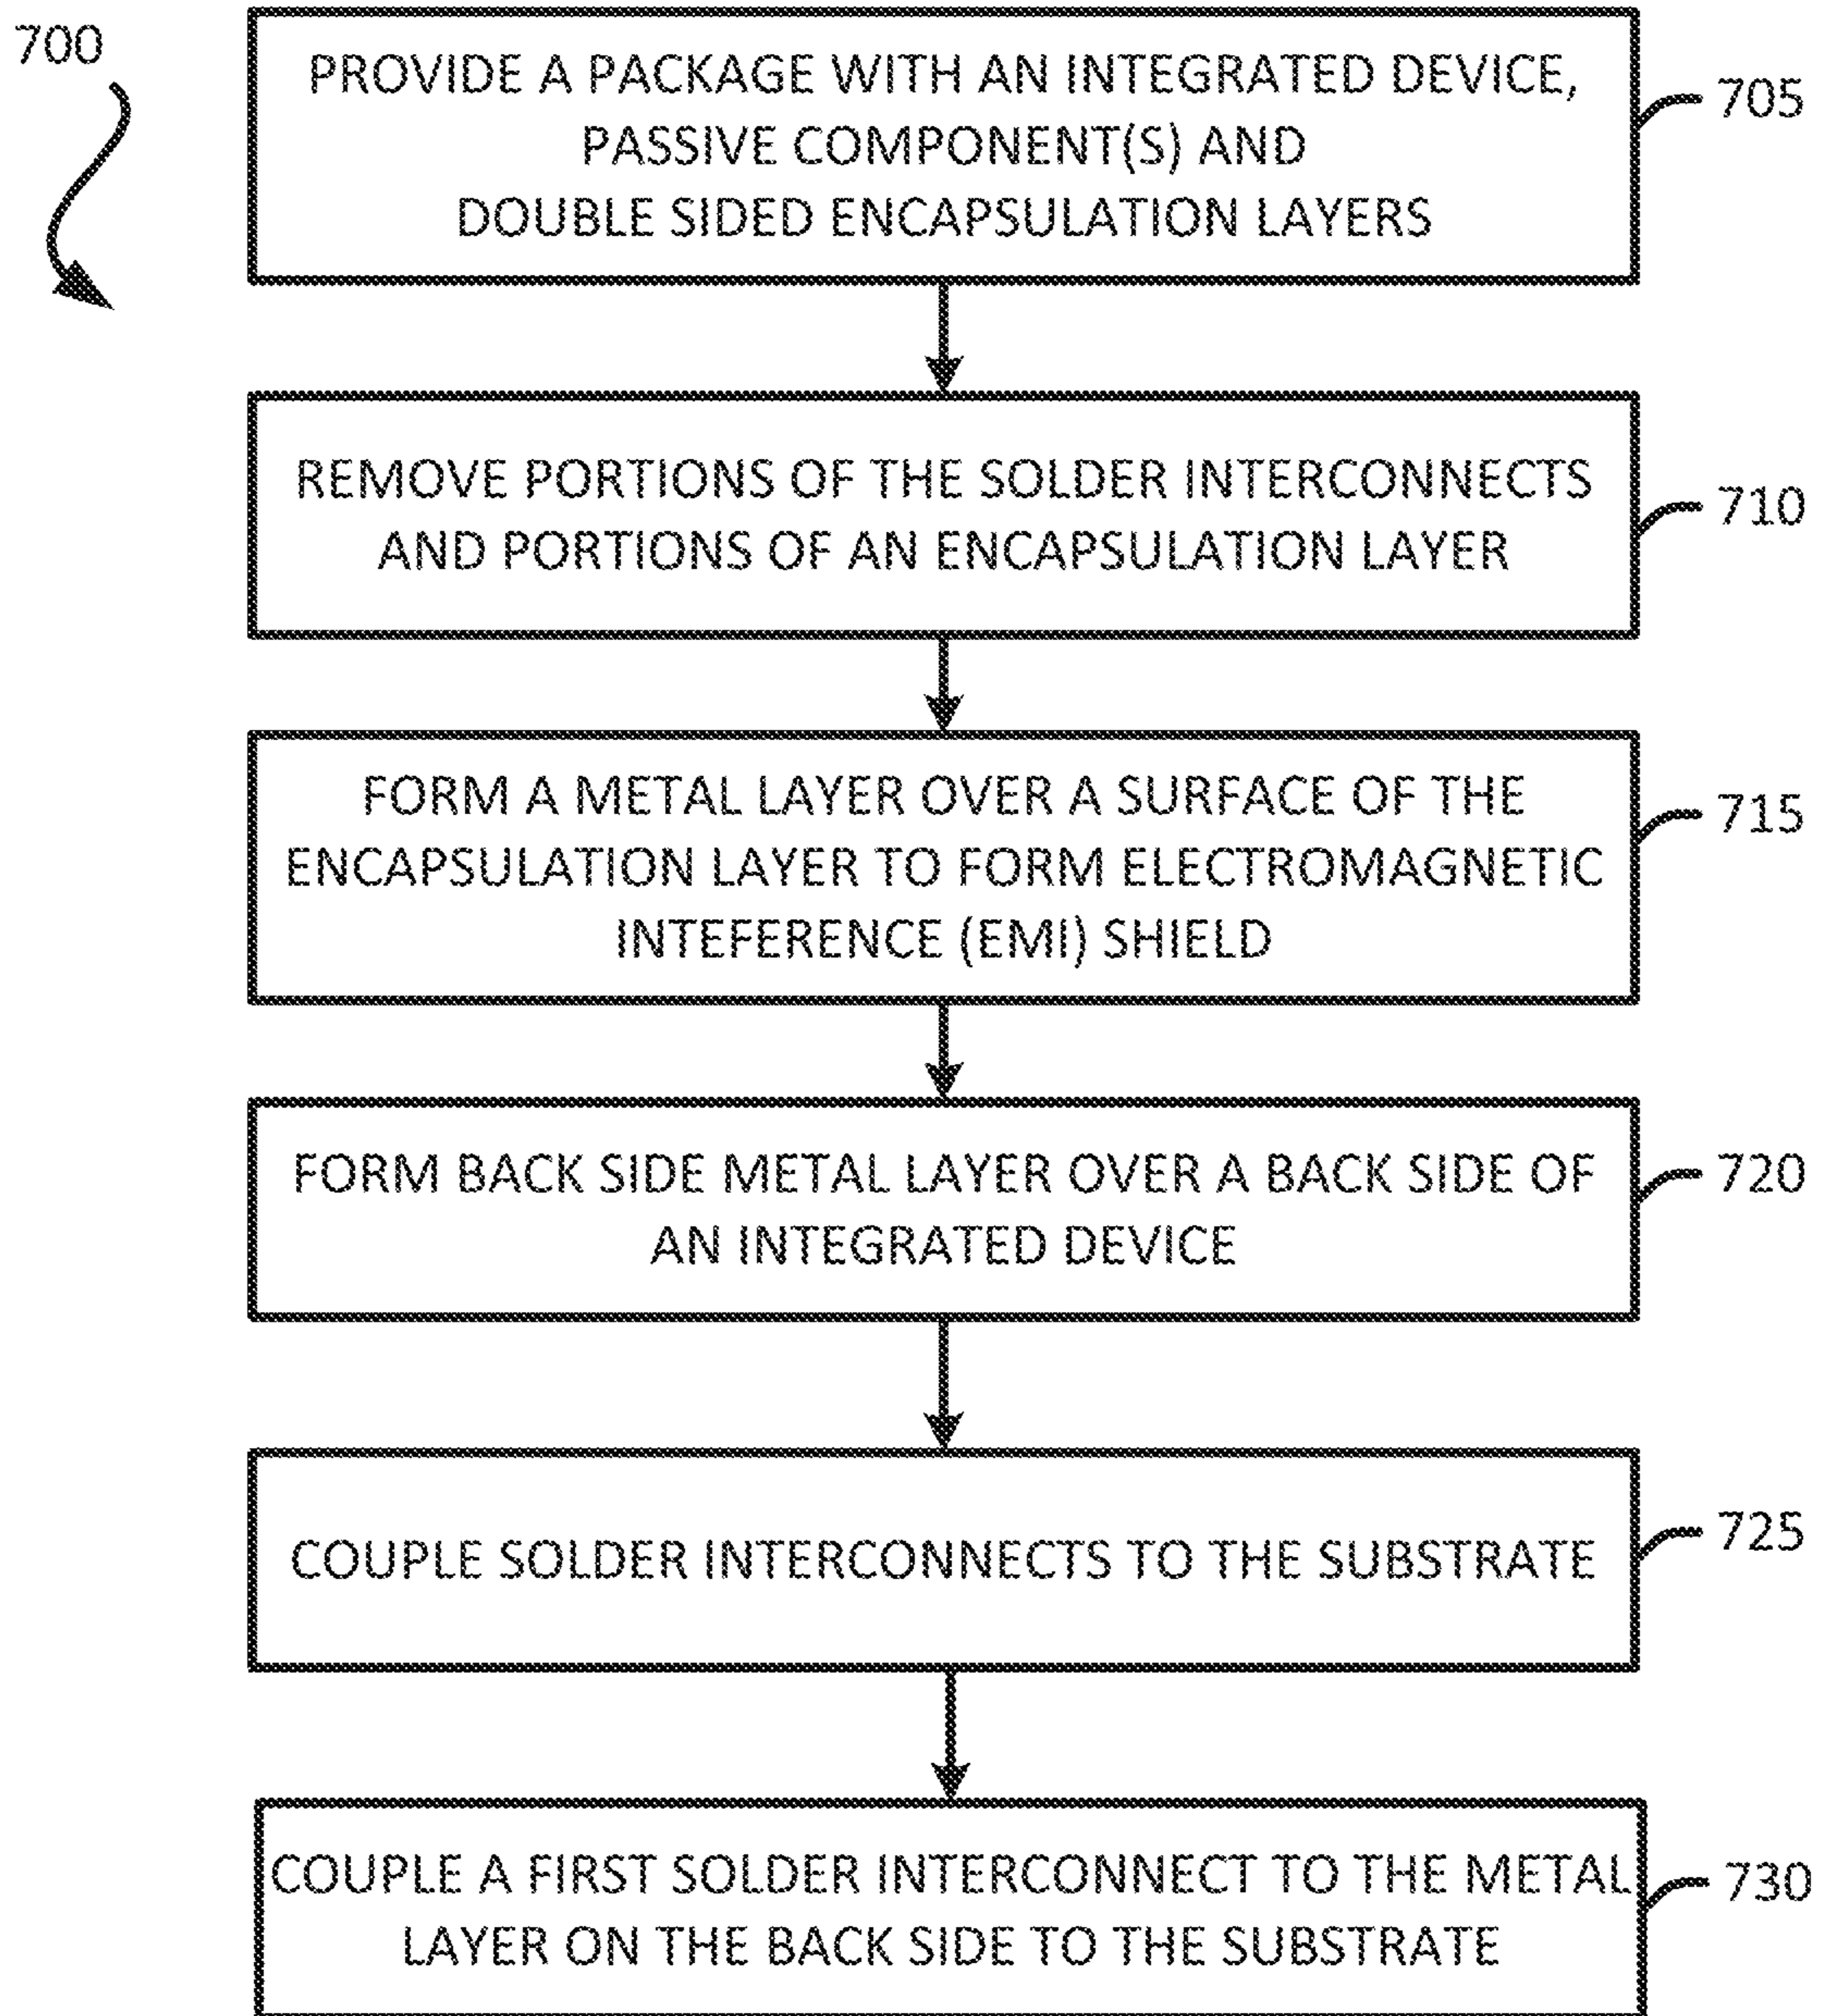 700
PROVIDE A PACKAGE WITH AN INTEGRATED DEVICE,
PASSIVE COMPONENT(S) AND
DOUBLE SIDED ENCAPSULATION LAYERS
705
REMOVE PORTIONS OF THE SOLDER INTERCONNECTS
AND PORTIONS OF AN ENCAPSULATION LAYER
710
FORM A METAL LAYER OVER A SURFACE OF THE
ENCAPSULATION LAYER TO FORM ELECTROMAGNETIC
INTEFERENCE (EMI) SHIELD
715
FORM BACK SIDE METAL LAYER OVER A BACK SIDE OF
AN INTEGRATED DEVICE
720
COUPLE SOLDER INTERCONNECTS TO THE SUBSTRATE
725
COUPLE A FIRST SOLDER INTERCONNECT TO THE METAL
LAYER ON THE BACK SIDE TO THE SUBSTRATE
730